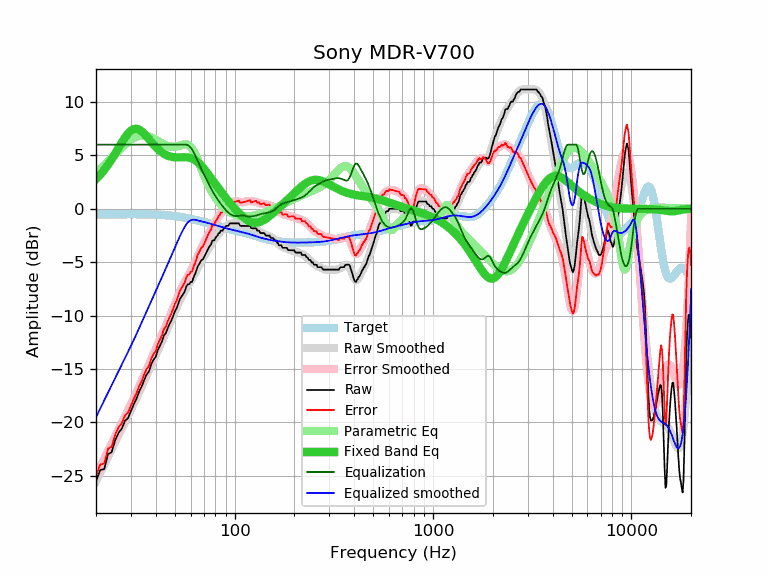 Sony MDR-V700
10
5
0
−5
−10
−15
−20
−25
Amplitude (dBr)
Target
Raw Smoothed
Error Smoothed
Raw
Error
Parametric Eq
Fixed Band Eq
Equalization
Equalized smoothed
100
1000
10000
Frequency (Hz)